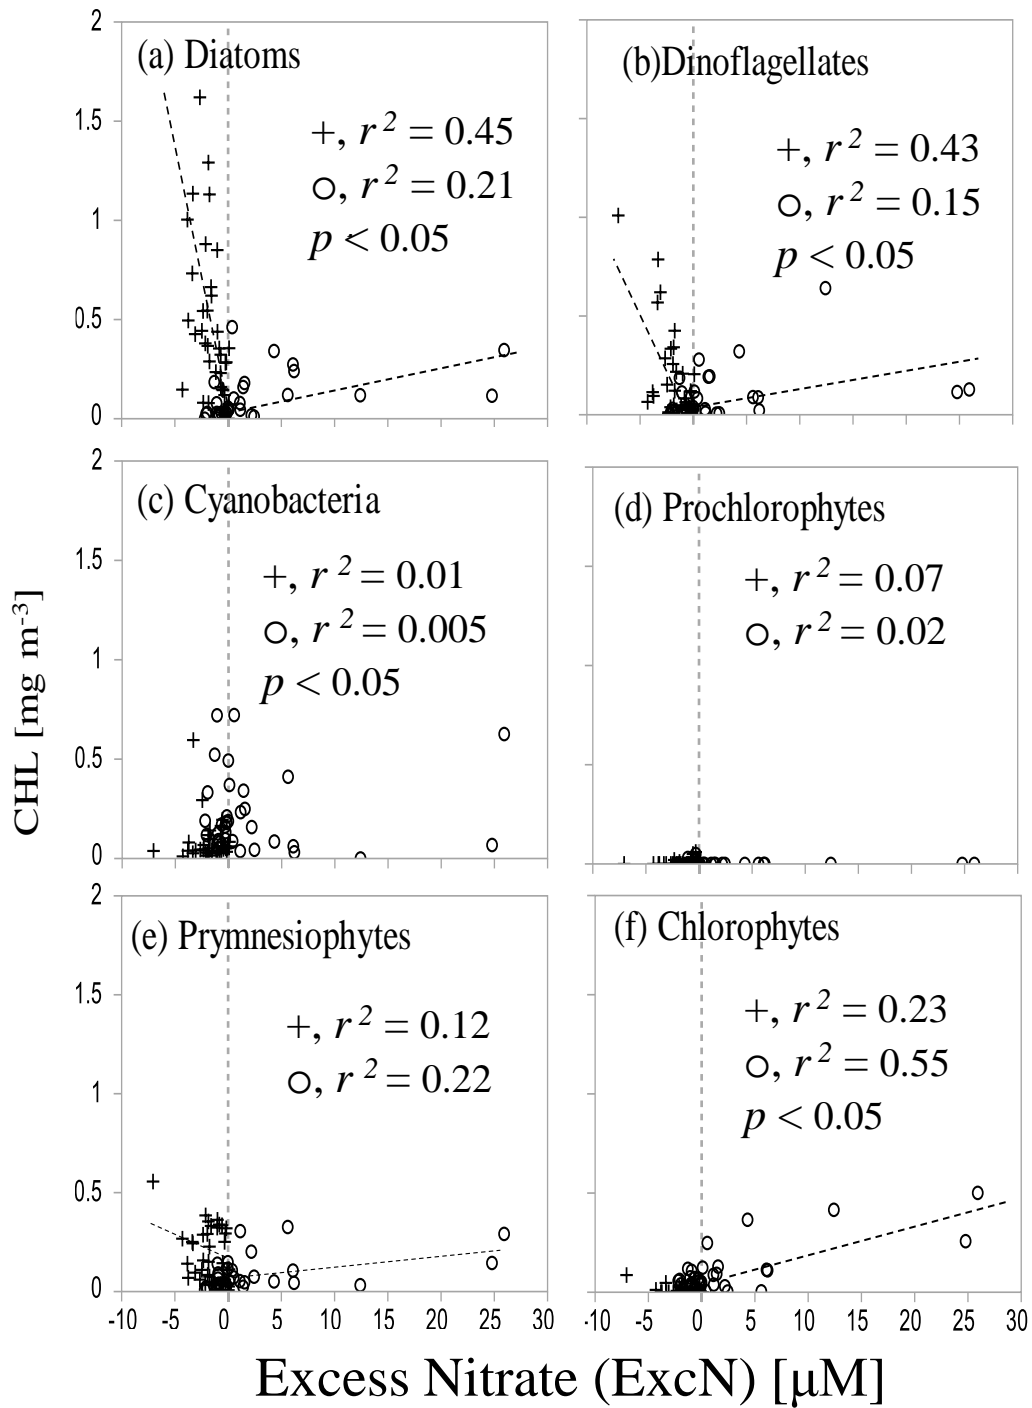 2
(a) Diatoms
1.5
+, r² = 0.45
○, r² = 0.21
p < 0.05
1
0.5
0
(b)Dinoflagellates
+, r² = 0.43
○, r² = 0.15
p < 0.05
2
(c) Cyanobacteria
1.5
+, r² = 0.01
○, r² = 0.005
p < 0.05
1
0.5
0
(d) Prochlorophytes
+, r² = 0.07
○, r² = 0.02
CHL [mg m⁻³]
2
(e) Prymnesiophytes
1.5
+, r² = 0.12
○, r² = 0.22
1
0.5
0
-10 -5 0 5 10 15 20 25 30
(f) Chlorophytes
+, r² = 0.23
○, r² = 0.55
p < 0.05
-10 -5 0 5 10 15 20 25 30
Excess Nitrate (ExcN) [μM]